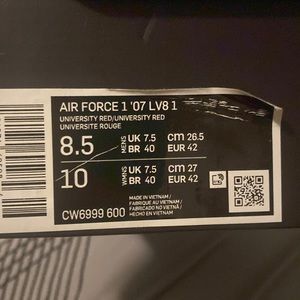 AIR FORCE 1 '07 LV8 1
UNIVERSITY RED/UNIVERSITY RED
UNIVERSITE ROUGE
8.5 MENS UK 7.5 cm 26.5
BR 40 EUR 42
10 WMNS UK 7.5 cm 27
BR 40 EUR 42
CW6999 600
MADE IN VIETNAM /
FABRIQUÉ AU VIETNAM /
FABRICADO NO VIETNÃ /
HECHO EN VIETNAM